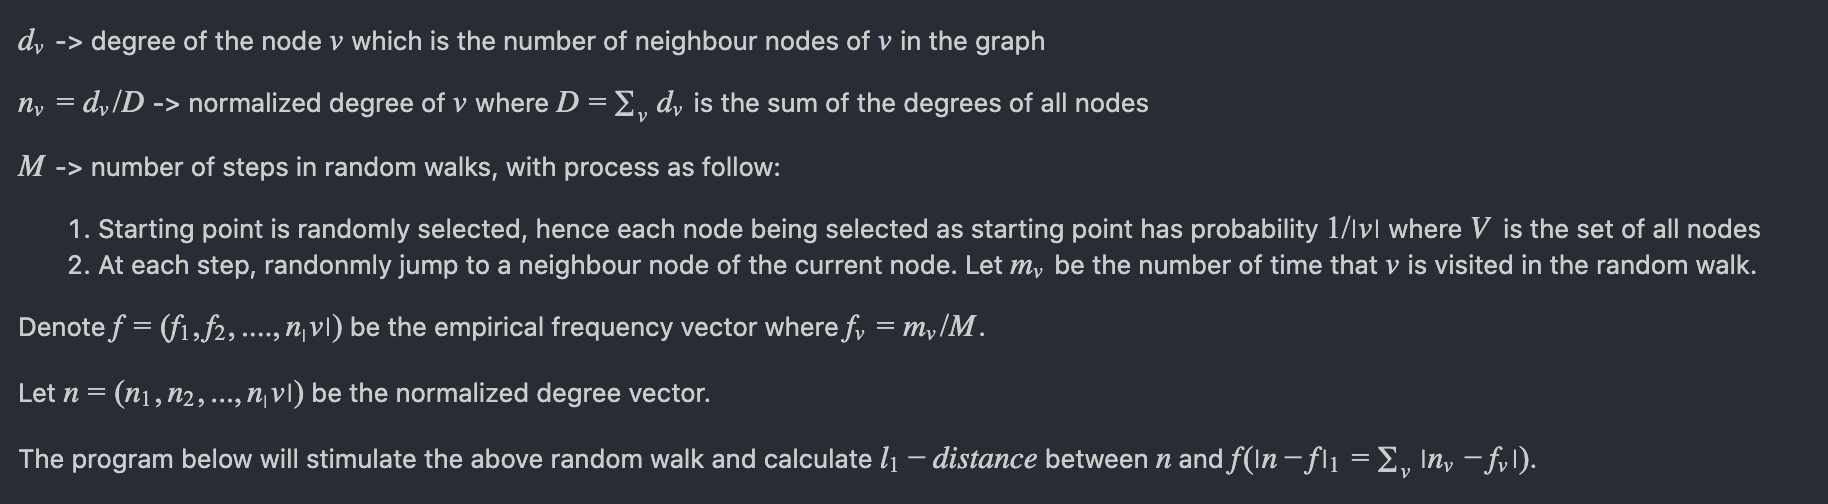 d_v -> degree of the node v which is the number of neighbour nodes of v in the graph
n_v = d_v/D -> normalized degree of v where D = Σ_v d_v is the sum of the degrees of all nodes
M -> number of steps in random walks, with process as follow:
1. Starting point is randomly selected, hence each node being selected as starting point has probability 1/|v| where V is the set of all nodes
2. At each step, randonmly jump to a neighbour node of the current node. Let m_v be the number of time that v is visited in the random walk.
Denote f = (f_1, f_2, ...., n_|v|) be the empirical frequency vector where f_v = m_v/M.
Let n = (n_1, n_2, ..., n_|v|) be the normalized degree vector.
The program below will stimulate the above random walk and calculate l_1 − distance between n and f(|n − f|_1 = Σ_v |n_v − f_v|).